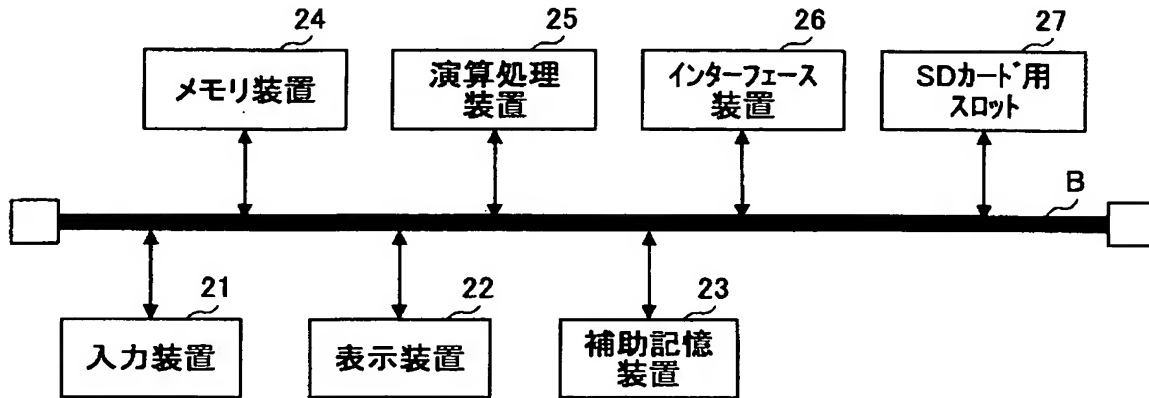 24
25
26
27
メモリ装置
演算処理
装置
インターフェース
装置
SDカード用
スロット
B
21
22
23
入力装置
表示装置
補助記憶
装置